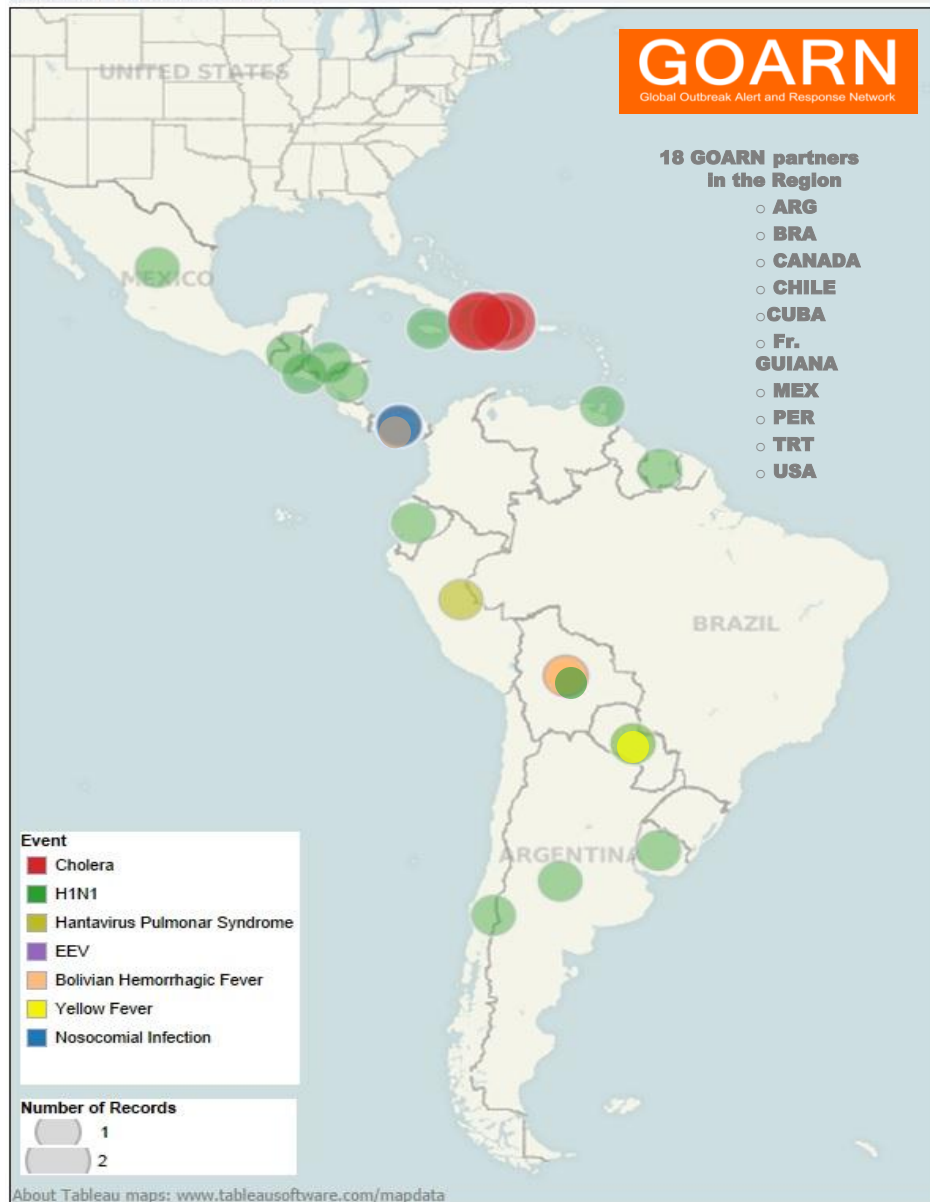 UNITED STATES
GOARN
Global Outbreak Alert and Response Network
18 GOARN partners
in the Region
○ ARG
○ BRA
○ CANADA
○ CHILE
○CUBA
○ Fr.
GUIANA
○ MEX
○ PER
○ TRT
○ USA
MEXICO
BRAZIL
ARGENTINA
Event
Cholera
H1N1
Hantavirus Pulmonar Syndrome
EEV
Bolivian Hemorrhagic Fever
Yellow Fever
Nosocomial Infection
Number of Records
1
2
About Tableau maps: www.tableausoftware.com/mapdata